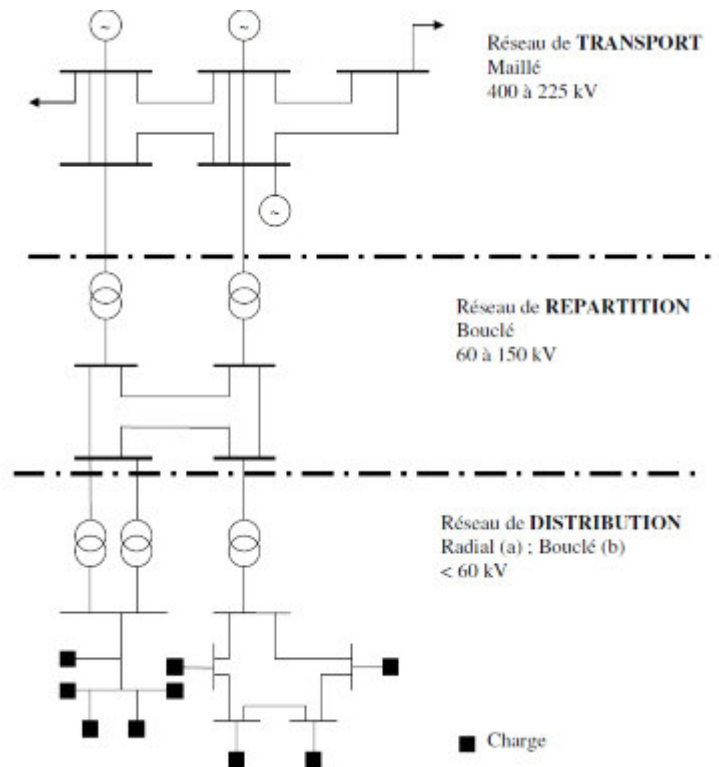 ~
~
Réseau de TRANSPORT
Maillé
400 à 225 kV
~
Réseau de REPARTITION
Bouclé
60 à 150 kV
Réseau de DISTRIBUTION
Radial (a) ; Bouclé (b)
< 60 kV
Charge